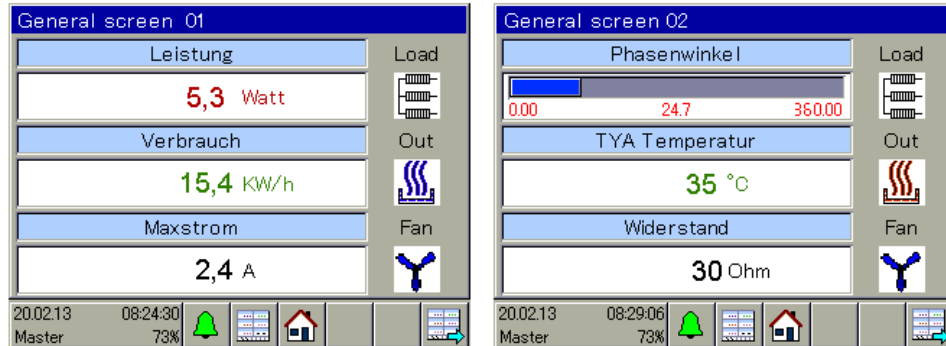 General screen 01
Leistung
Load
5,3 Watt
Verbrauch
Out
15,4 KW/h
Maxstrom
Fan
2,4 A
20.02.13 08:24:30
Master 73%
General screen 02
Phasenwinkel
Load
0.00 24.7 360.00
TYA Temperatur
Out
35 °C
Widerstand
Fan
30 Ohm
20.02.13 08:29:06
Master 73%